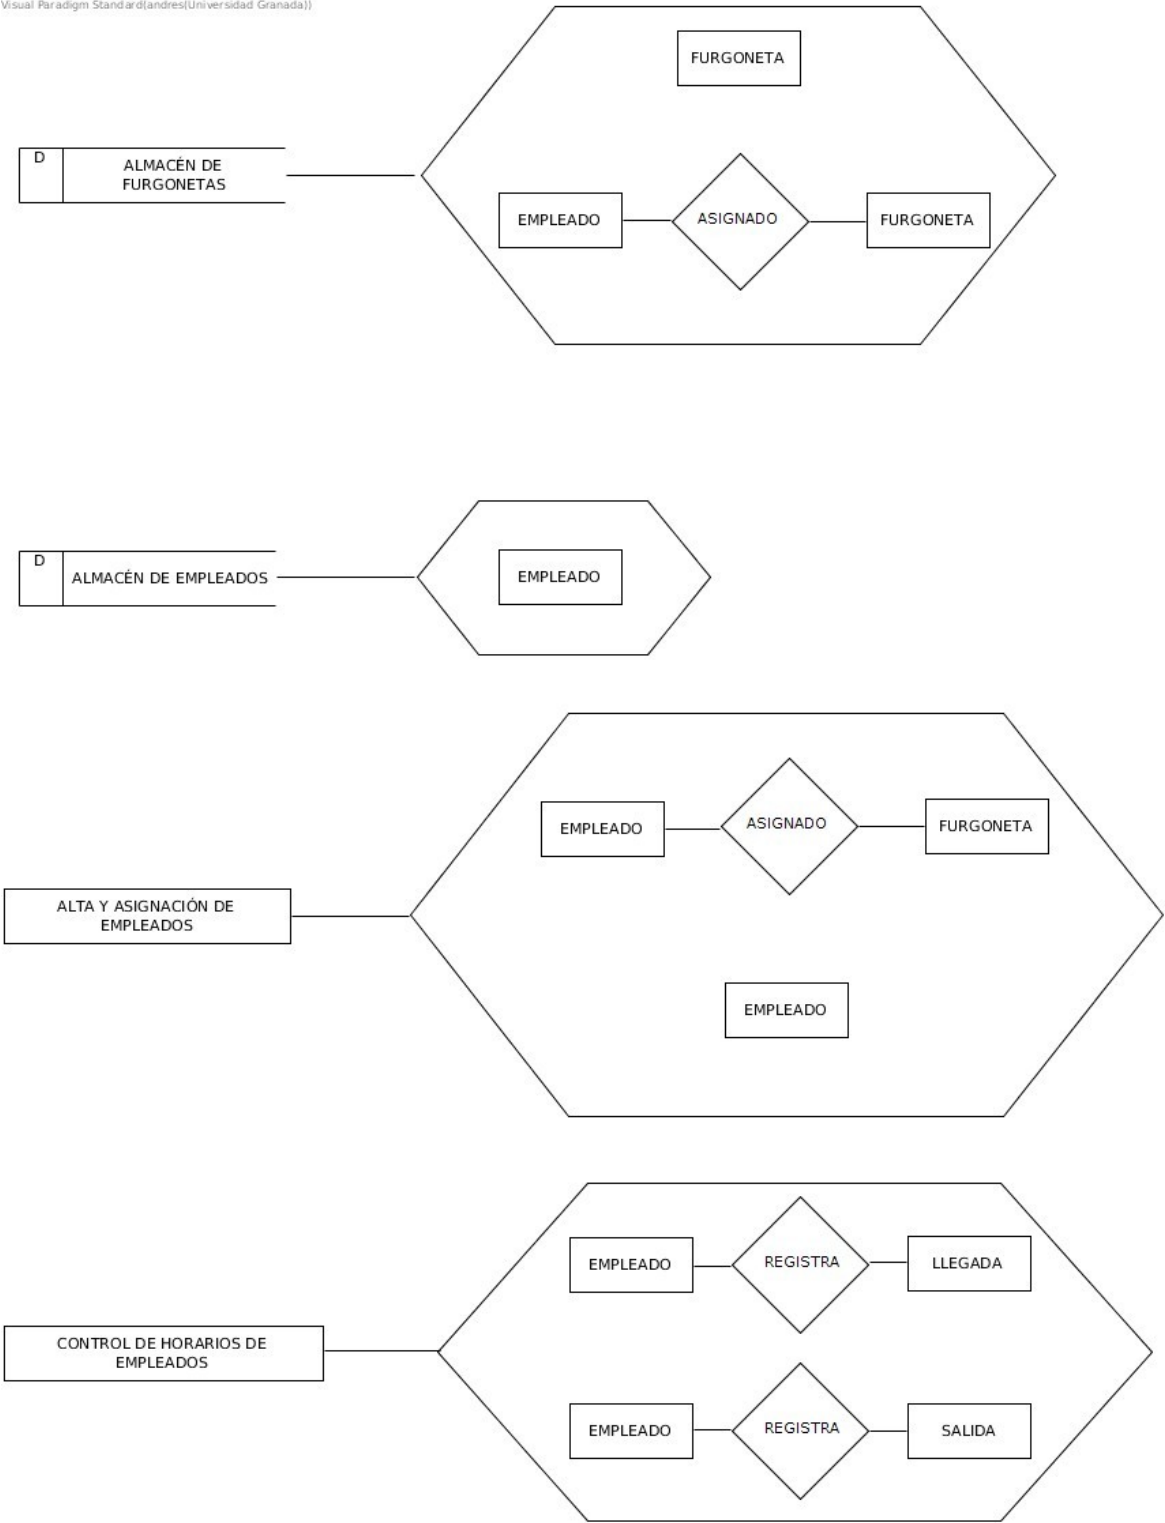 Visual Paradigm Standard(andres(Universidad Granada))
FURGONETA
D
ALMACÉN DE
FURGONETAS
EMPLEADO
ASIGNADO
FURGONETA
D
ALMACÉN DE EMPLEADOS
EMPLEADO
EMPLEADO
ASIGNADO
FURGONETA
ALTA Y ASIGNACIÓN DE
EMPLEADOS
EMPLEADO
EMPLEADO
REGISTRA
LLEGADA
CONTROL DE HORARIOS DE
EMPLEADOS
EMPLEADO
REGISTRA
SALIDA